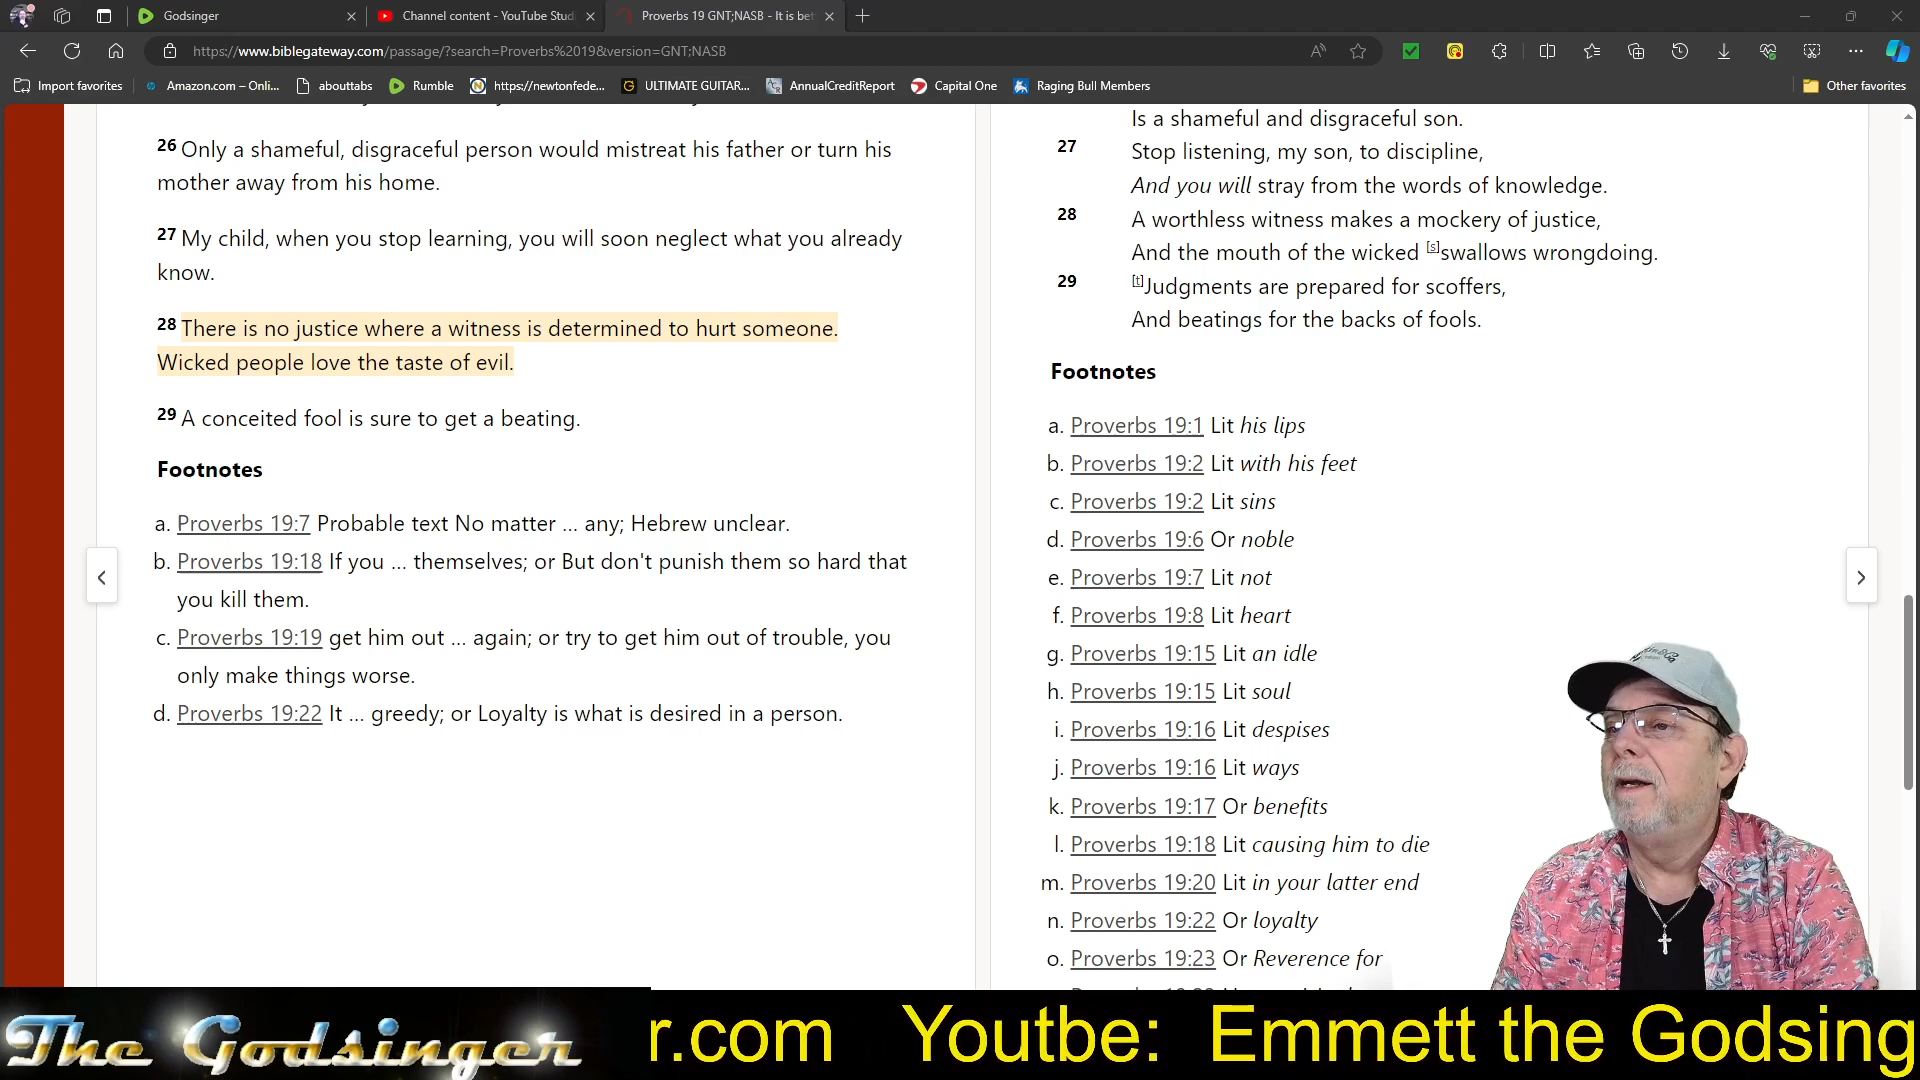 Godsinger
Channel content - YouTube Studi
Proverbs 19 GNT;NASB - It is bet
https://www.biblegateway.com/passage/?search=Proverbs%2019&version=GNT;NASB
Import favorites
Amazon.com – Onli...
abouttabs
Rumble
https://newtonfede...
ULTIMATE GUITAR...
AnnualCreditReport
Capital One
Raging Bull Members
Other favorites
26 Only a shameful, disgraceful person would mistreat his father or turn his
mother away from his home.
27 My child, when you stop learning, you will soon neglect what you already
know.
28 There is no justice where a witness is determined to hurt someone.
Wicked people love the taste of evil.
29 A conceited fool is sure to get a beating.
Footnotes
a. Proverbs 19:7 Probable text No matter ... any; Hebrew unclear.
b. Proverbs 19:18 If you ... themselves; or But don't punish them so hard that
you kill them.
c. Proverbs 19:19 get him out ... again; or try to get him out of trouble, you
only make things worse.
d. Proverbs 19:22 It ... greedy; or Loyalty is what is desired in a person.
Is a shameful and disgraceful son.
27 Stop listening, my son, to discipline,
And you will stray from the words of knowledge.
28 A worthless witness makes a mockery of justice,
And the mouth of the wicked [s]swallows wrongdoing.
29 [t]Judgments are prepared for scoffers,
And beatings for the backs of fools.
Footnotes
a. Proverbs 19:1 Lit his lips
b. Proverbs 19:2 Lit with his feet
c. Proverbs 19:2 Lit sins
d. Proverbs 19:6 Or noble
e. Proverbs 19:7 Lit not
f. Proverbs 19:8 Lit heart
g. Proverbs 19:15 Lit an idle
h. Proverbs 19:15 Lit soul
i. Proverbs 19:16 Lit despises
j. Proverbs 19:16 Lit ways
k. Proverbs 19:17 Or benefits
l. Proverbs 19:18 Lit causing him to die
m. Proverbs 19:20 Lit in your latter end
n. Proverbs 19:22 Or loyalty
o. Proverbs 19:23 Or Reverence for
The Godsinger
r.com Youtbe: Emmett the Godsing